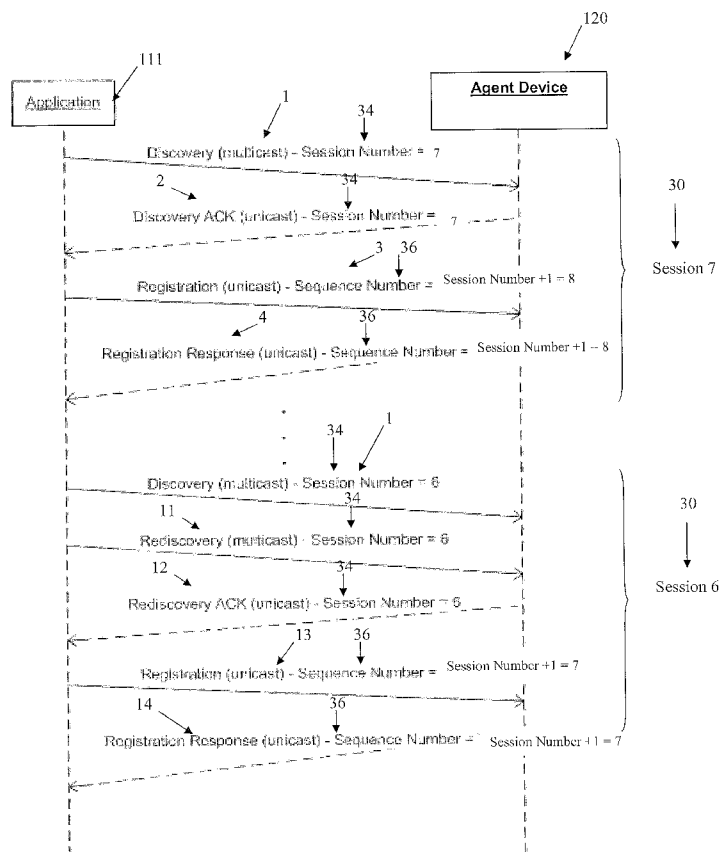 120
111
Application
Agent Device
1
34
Discovery (multicast) - Session Number = 7
2
34
Discovery ACK (unicast) - Session Number = 7
30
Session 7
3
36
Registration (unicast) - Sequence Number = Session Number +1 = 8
4
36
Registration Response (unicast) - Sequence Number = Session Number +1 – 8
34
1
Discovery (multicast) - Session Number = 6
34
11
Rediscovery (multicast) - Session Number = 6
30
Session 6
12
34
Rediscovery ACK (unicast) - Session Number = 6
13
36
Registration (unicast) - Sequence Number = Session Number +1 = 7
14
36
Registration Response (unicast) - Sequence Number = Session Number +1 = 7